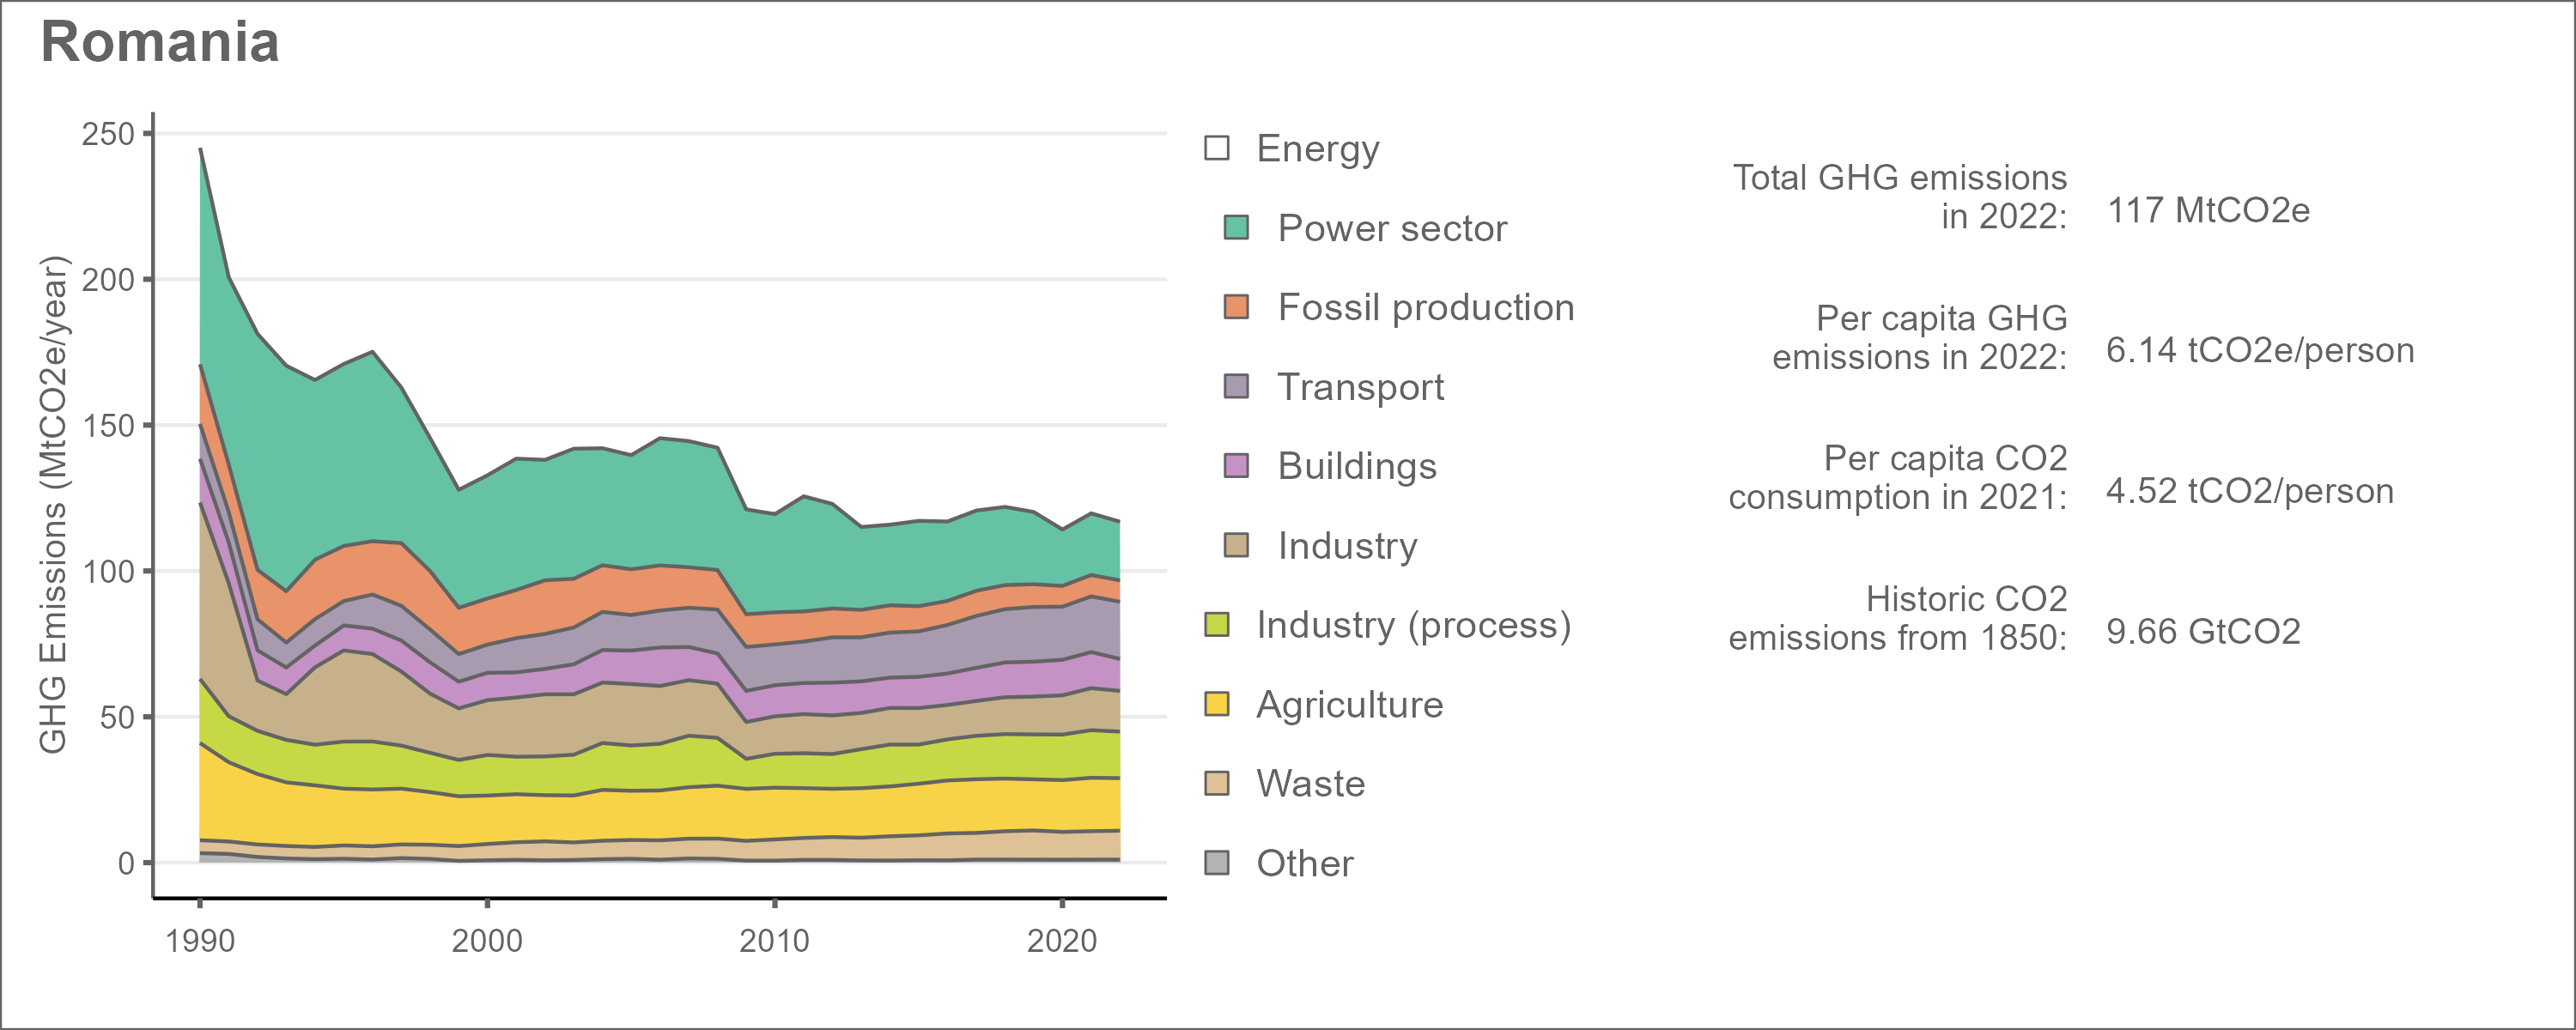 Romania
GHG Emissions (MtCO2e/year)
250
200
150
100
50
0
1990
2000
2010
2020
Energy
Power sector
Fossil production
Transport
Buildings
Industry
Industry (process)
Agriculture
Waste
Other
Total GHG emissions
in 2022:
117 MtCO2e
Per capita GHG
emissions in 2022:
6.14 tCO2e/person
Per capita CO2
consumption in 2021:
4.52 tCO2/person
Historic CO2
emissions from 1850:
9.66 GtCO2